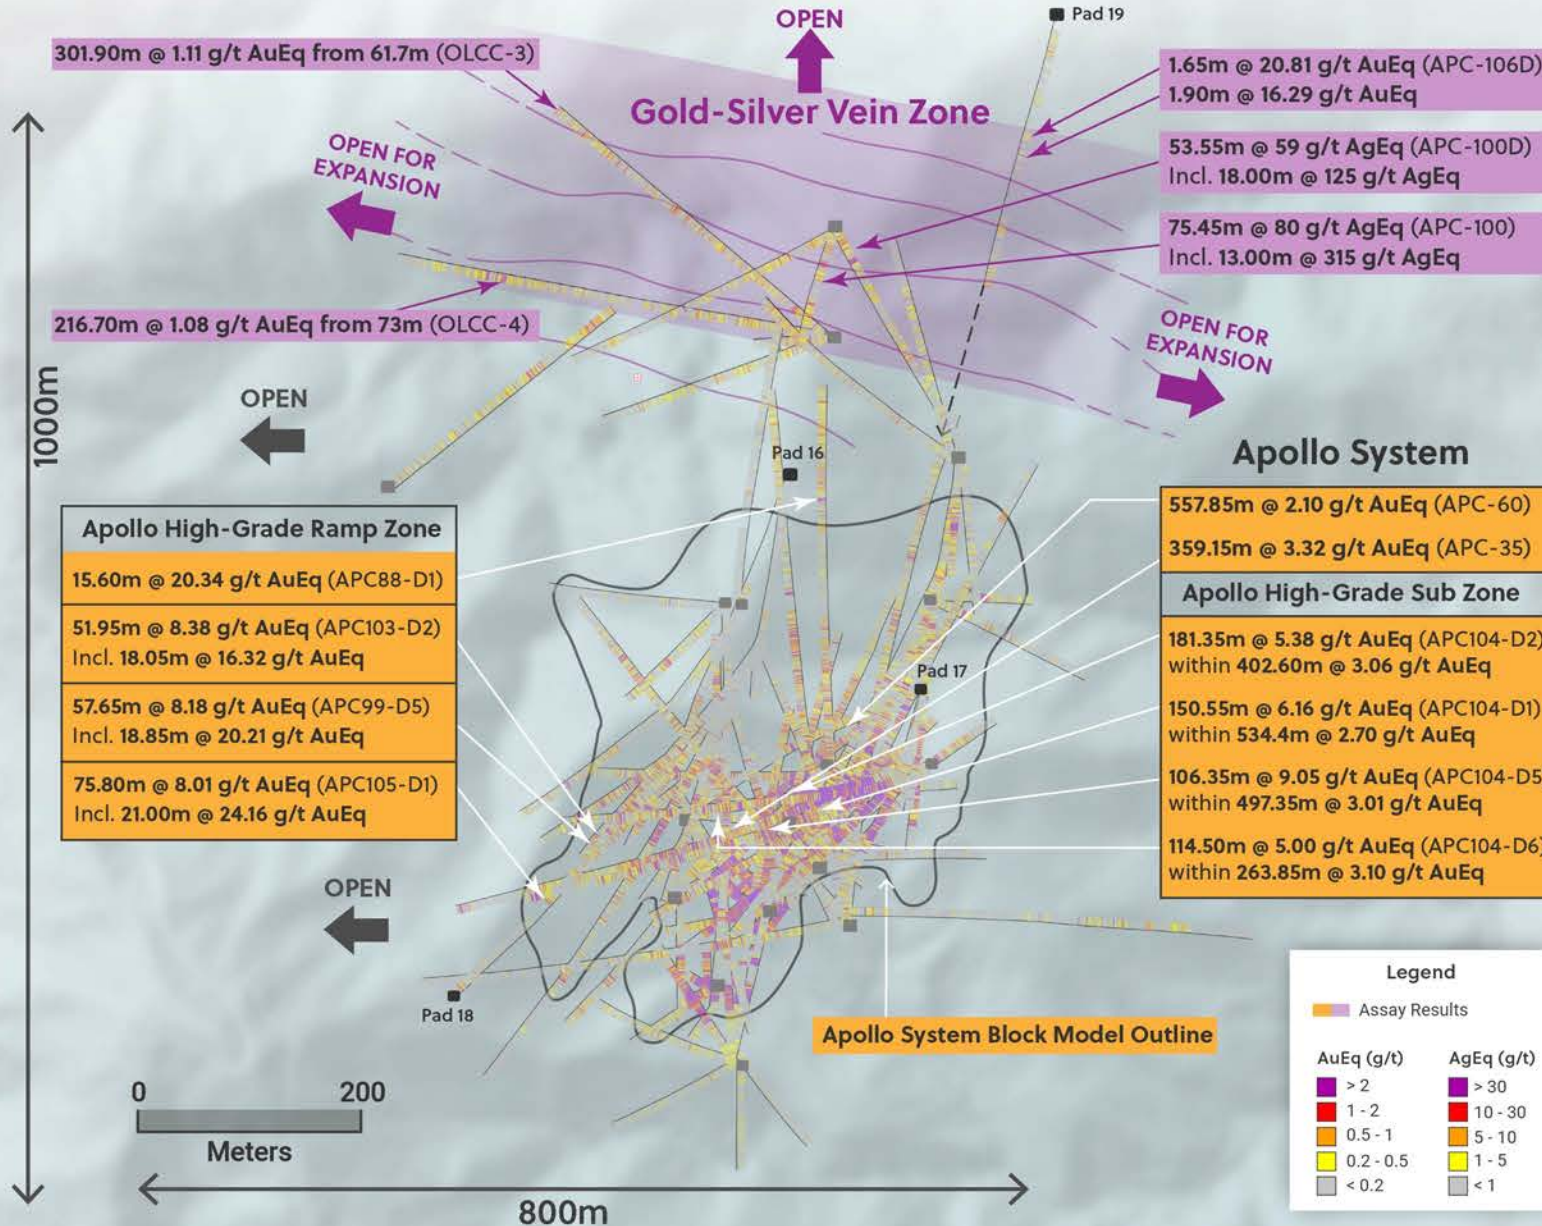 OPEN
Pad 19
301.90m @ 1.11 g/t AuEq from 61.7m (OLCC-3)
Gold-Silver Vein Zone
1.65m @ 20.81 g/t AuEq (APC-106D)
1.90m @ 16.29 g/t AuEq
53.55m @ 59 g/t AgEq (APC-100D)
Incl. 18.00m @ 125 g/t AgEq
75.45m @ 80 g/t AgEq (APC-100)
Incl. 13.00m @ 315 g/t AgEq
OPEN FOR
EXPANSION
216.70m @ 1.08 g/t AuEq from 73m (OLCC-4)
OPEN FOR
EXPANSION
1000m
OPEN
Pad 16
Apollo System
557.85m @ 2.10 g/t AuEq (APC-60)
359.15m @ 3.32 g/t AuEq (APC-35)
Apollo High-Grade Sub Zone
181.35m @ 5.38 g/t AuEq (APC104-D2)
within 402.60m @ 3.06 g/t AuEq
150.55m @ 6.16 g/t AuEq (APC104-D1)
within 534.4m @ 2.70 g/t AuEq
106.35m @ 9.05 g/t AuEq (APC104-D5
within 497.35m @ 3.01 g/t AuEq
114.50m @ 5.00 g/t AuEq (APC104-D6)
within 263.85m @ 3.10 g/t AuEq
Apollo High-Grade Ramp Zone
15.60m @ 20.34 g/t AuEq (APC88-D1)
51.95m @ 8.38 g/t AuEq (APC103-D2)
Incl. 18.05m @ 16.32 g/t AuEq
57.65m @ 8.18 g/t AuEq (APC99-D5)
Incl. 18.85m @ 20.21 g/t AuEq
75.80m @ 8.01 g/t AuEq (APC105-D1)
Incl. 21.00m @ 24.16 g/t AuEq
Pad 17
OPEN
Pad 18
Apollo System Block Model Outline
0 200
Meters
800m
Legend
Assay Results
AuEq (g/t) AgEq (g/t)
> 2 > 30
1 - 2 10 - 30
0.5 - 1 5 - 10
0.2 - 0.5 1 - 5
< 0.2 < 1